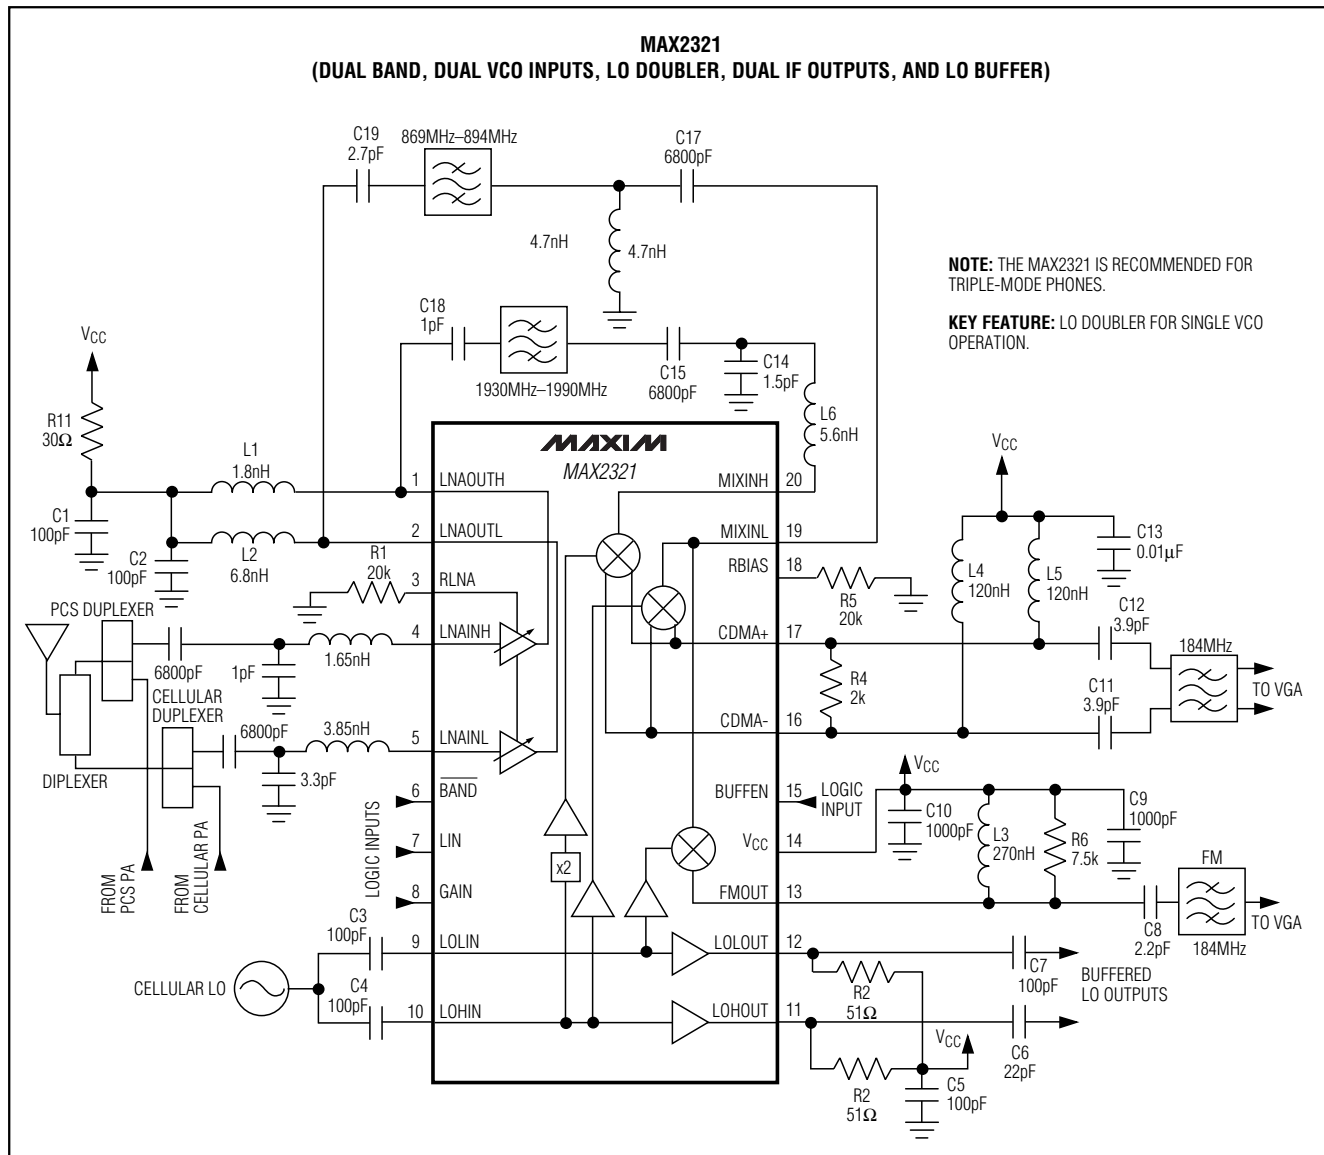 MAX2321
(DUAL BAND, DUAL VCO INPUTS, LO DOUBLER, DUAL IF OUTPUTS, AND LO BUFFER)
C19
2.7pF
869MHz–894MHz
C17
6800pF
4.7nH
4.7nH
NOTE: THE MAX2321 IS RECOMMENDED FOR
TRIPLE-MODE PHONES.
KEY FEATURE: LO DOUBLER FOR SINGLE VCO
OPERATION.
C18
1pF
1930MHz–1990MHz
C15
6800pF
C14
1.5pF
L6
5.6nH
VCC
R11
30Ω
L1
1.8nH
C1
100pF
C2
100pF
L2
6.8nH
R1
20k
MAXIM
MAX2321
1 LNAOUTH
2 LNAOUTL
3 RLNA
4 LNAINH
5 LNAINL
6 BAND
7 LIN
8 GAIN
9 LOLIN
10 LOHIN
MIXINH 20
MIXINL 19
RBIAS 18
CDMA+ 17
CDMA- 16
BUFFEN 15
VCC 14
FMOUT 13
LOLOUT 12
LOHOUT 11
x2
PCS DUPLEXER
6800pF
1pF
1.65nH
CELLULAR
DUPLEXER
6800pF
3.85nH
3.3pF
DIPLEXER
FROM
PCS PA
FROM
CELLULAR PA
LOGIC INPUTS
C3
100pF
C4
100pF
CELLULAR LO
VCC
L4
120nH
L5
120nH
C13
0.01µF
R5
20k
R4
2k
C12
3.9pF
C11
3.9pF
184MHz
TO VGA
LOGIC
INPUT
VCC
C10
1000pF
L3
270nH
R6
7.5k
C9
1000pF
FM
184MHz
C8
2.2pF
TO VGA
C7
100pF
BUFFERED
LO OUTPUTS
R2
51Ω
C6
22pF
VCC
R2
51Ω
C5
100pF